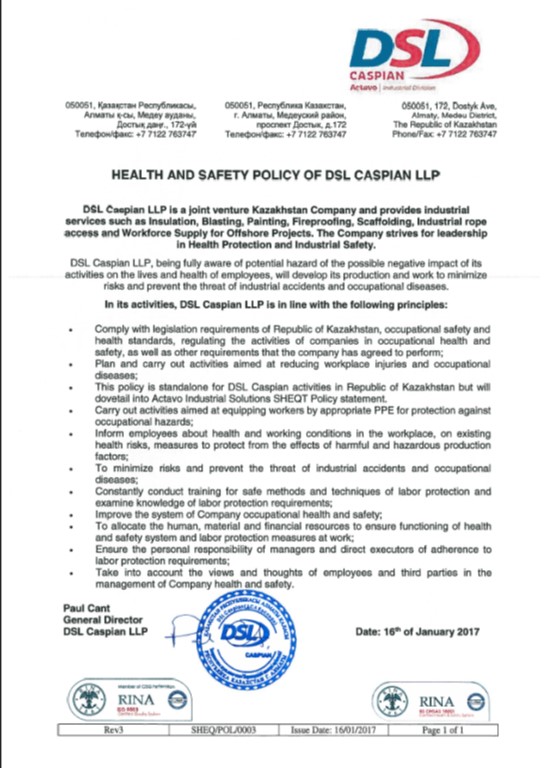 DSL
CASPIAN
Actavo | Industrial Division
050051, Қазақстан Республикасы,
Алматы қ-сы, Медеу ауданы,
Достық даңғ., 172-үй
Телефон/факс: +7 7122 763747
050051, Республика Казахстан,
г. Алматы, Медеуский район,
проспект Достык, д.172
Телефон/факс: +7 7122 763747
050051, 172, Dostyk Ave,
Almaty, Medeu District,
The Republic of Kazakhstan
Phone/Fax: +7 7122 763747
HEALTH AND SAFETY POLICY OF DSL CASPIAN LLP
DSL Caspian LLP is a joint venture Kazakhstan Company and provides industrial
services such as Insulation, Blasting, Painting, Fireproofing, Scaffolding, Industrial rope
access and Workforce Supply for Offshore Projects. The Company strives for leadership
in Health Protection and Industrial Safety.
DSL Caspian LLP, being fully aware of potential hazard of the possible negative impact of its
activities on the lives and health of employees, will develop its production and work to minimize
risks and prevent the threat of industrial accidents and occupational diseases.
In its activities, DSL Caspian LLP is in line with the following principles:
• Comply with legislation requirements of Republic of Kazakhstan, occupational safety and
health standards, regulating the activities of companies in occupational health and
safety, as well as other requirements that the company has agreed to perform;
• Plan and carry out activities aimed at reducing workplace injuries and occupational
diseases;
• This policy is standalone for DSL Caspian activities in Republic of Kazakhstan but will
dovetail into Actavo Industrial Solutions SHEQT Policy statement.
• Carry out activities aimed at equipping workers by appropriate PPE for protection against
occupational hazards;
• Inform employees about health and working conditions in the workplace, on existing
health risks, measures to protect from the effects of harmful and hazardous production
factors;
• To minimize risks and prevent the threat of industrial accidents and occupational
diseases;
• Constantly conduct training for safe methods and techniques of labor protection and
examine knowledge of labor protection requirements;
• Improve the system of Company occupational health and safety;
• To allocate the human, material and financial resources to ensure functioning of health
and safety system and labor protection measures at work;
• Ensure the personal responsibility of managers and direct executors of adherence to
labor protection requirements;
• Take into account the views and thoughts of employees and third parties in the
management of Company health and safety.
Paul Cant
General Director
DSL Caspian LLP
DSL
CASPIAN
Date: 16th of January 2017
RINA
RINA
Rev3 SHEQ/POL/0003 Issue Date: 16/01/2017 Page 1 of 1